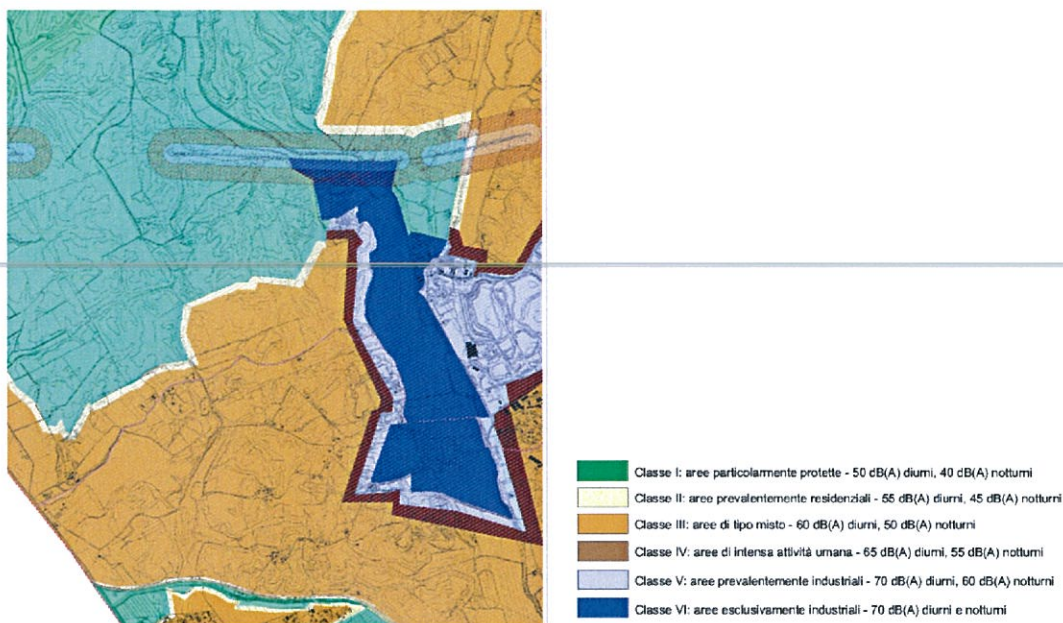 Classe I: aree particolarmente protette - 50 dB(A) diurni, 40 dB(A) notturni
Classe II: aree prevalentemente residenziali - 55 dB(A) diurni, 45 dB(A) notturni
Classe III: aree di tipo misto - 60 dB(A) diurni, 50 dB(A) notturni
Classe IV: aree di intensa attività umana - 65 dB(A) diurni, 55 dB(A) notturni
Classe V: aree prevalentemente industriali - 70 dB(A) diurni, 60 dB(A) notturni
Classe VI: aree esclusivamente industriali - 70 dB(A) diurni e notturni